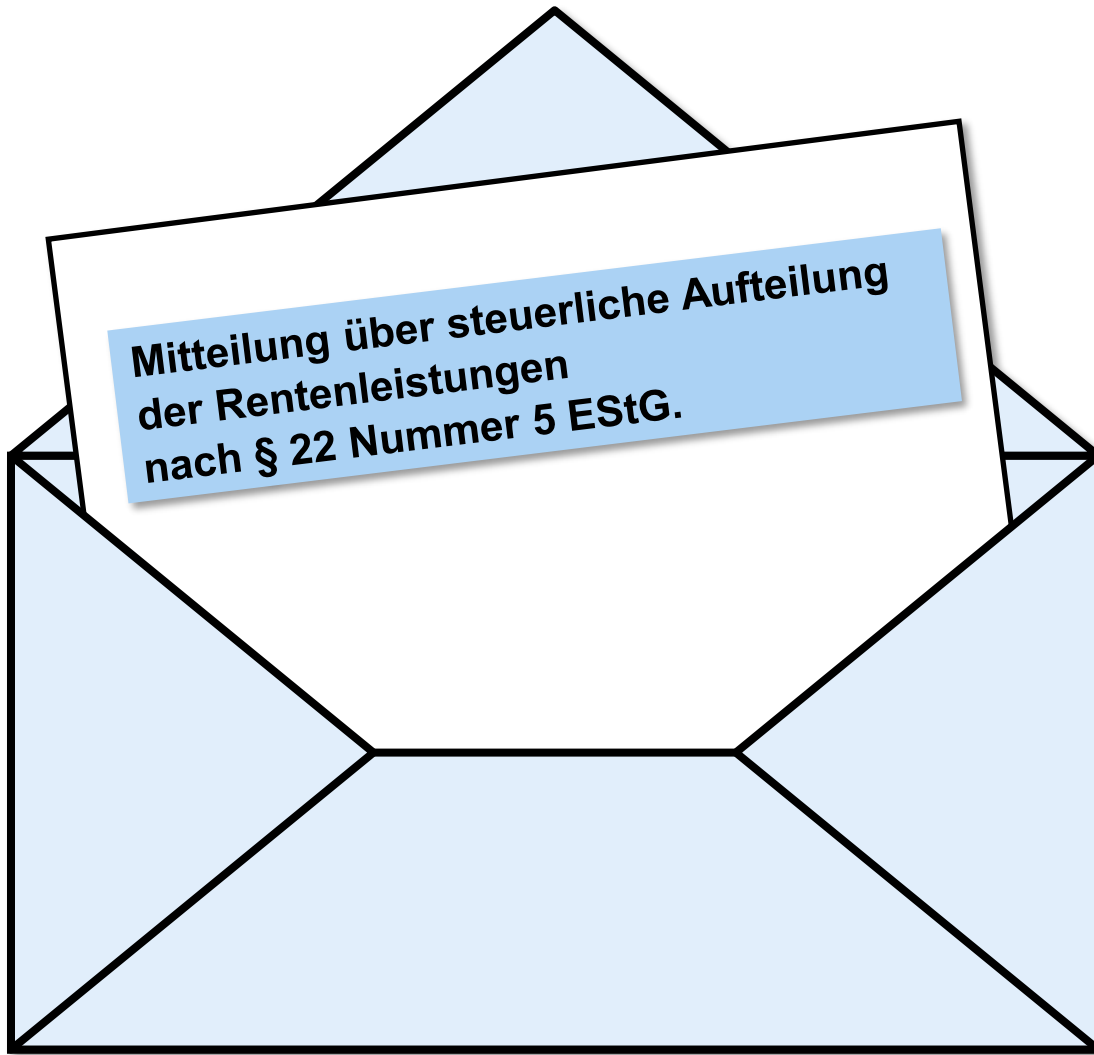 Mitteilung über steuerliche Aufteilung
der Rentenleistungen
nach § 22 Nummer 5 EStG.